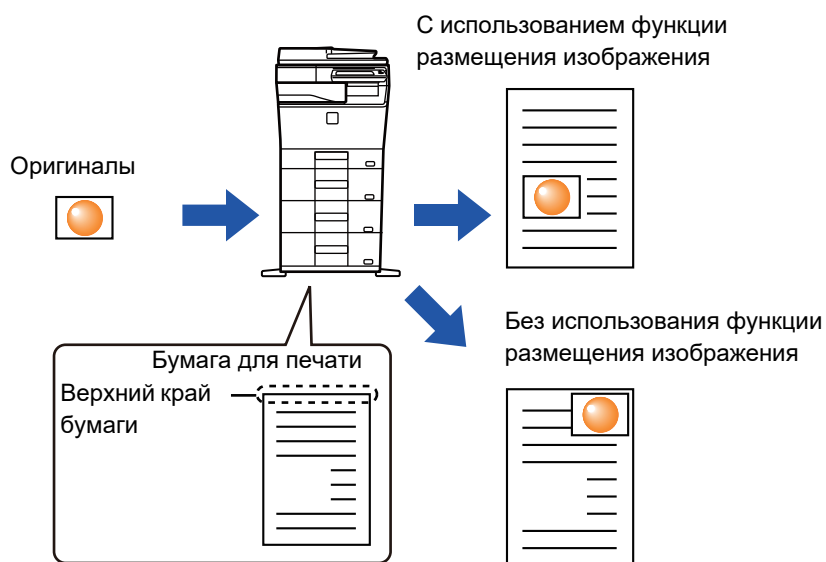 С использованием функции
размещения изображения
Оригиналы
Без использования функции
размещения изображения
Бумага для печати
Верхний край
бумаги